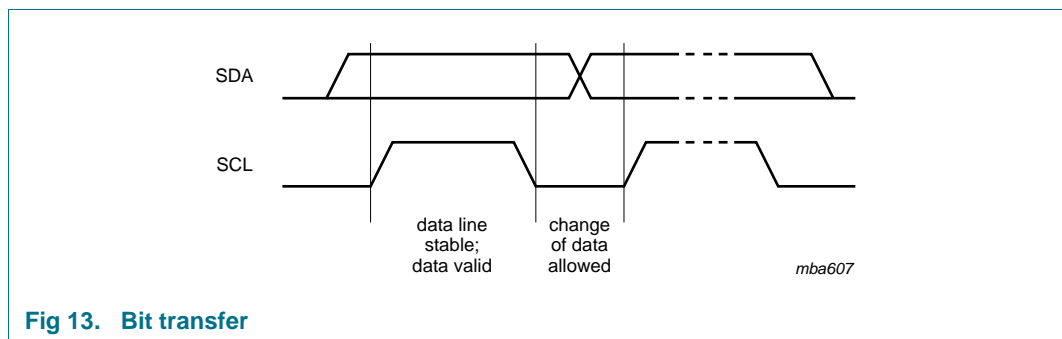 SDA
SCL
data line
stable;
data valid
change
of data
allowed
mba607
Fig 13. Bit transfer